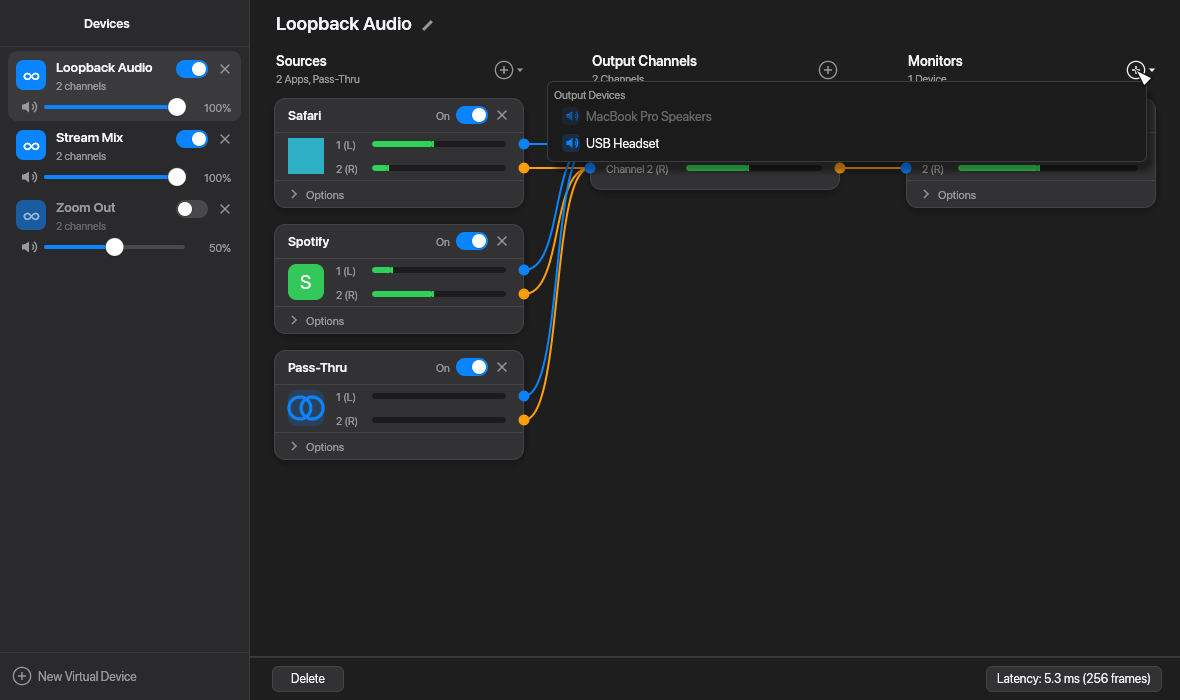 Devices
Loopback Audio
2 channels
100%
Stream Mix
2 channels
100%
Zoom Out
2 channels
50%
New Virtual Device
Loopback Audio
Sources
2 Apps, Pass-Thru
Output Channels
2 Channels
Monitors
1 Device
Output Devices
MacBook Pro Speakers
USB Headset
Safari
On
1 (L)
2 (R)
Options
Channel 2 (R)
2 (R)
Options
Spotify
On
S
1 (L)
2 (R)
Options
Pass-Thru
On
1 (L)
2 (R)
Options
Delete
Latency: 5.3 ms (256 frames)